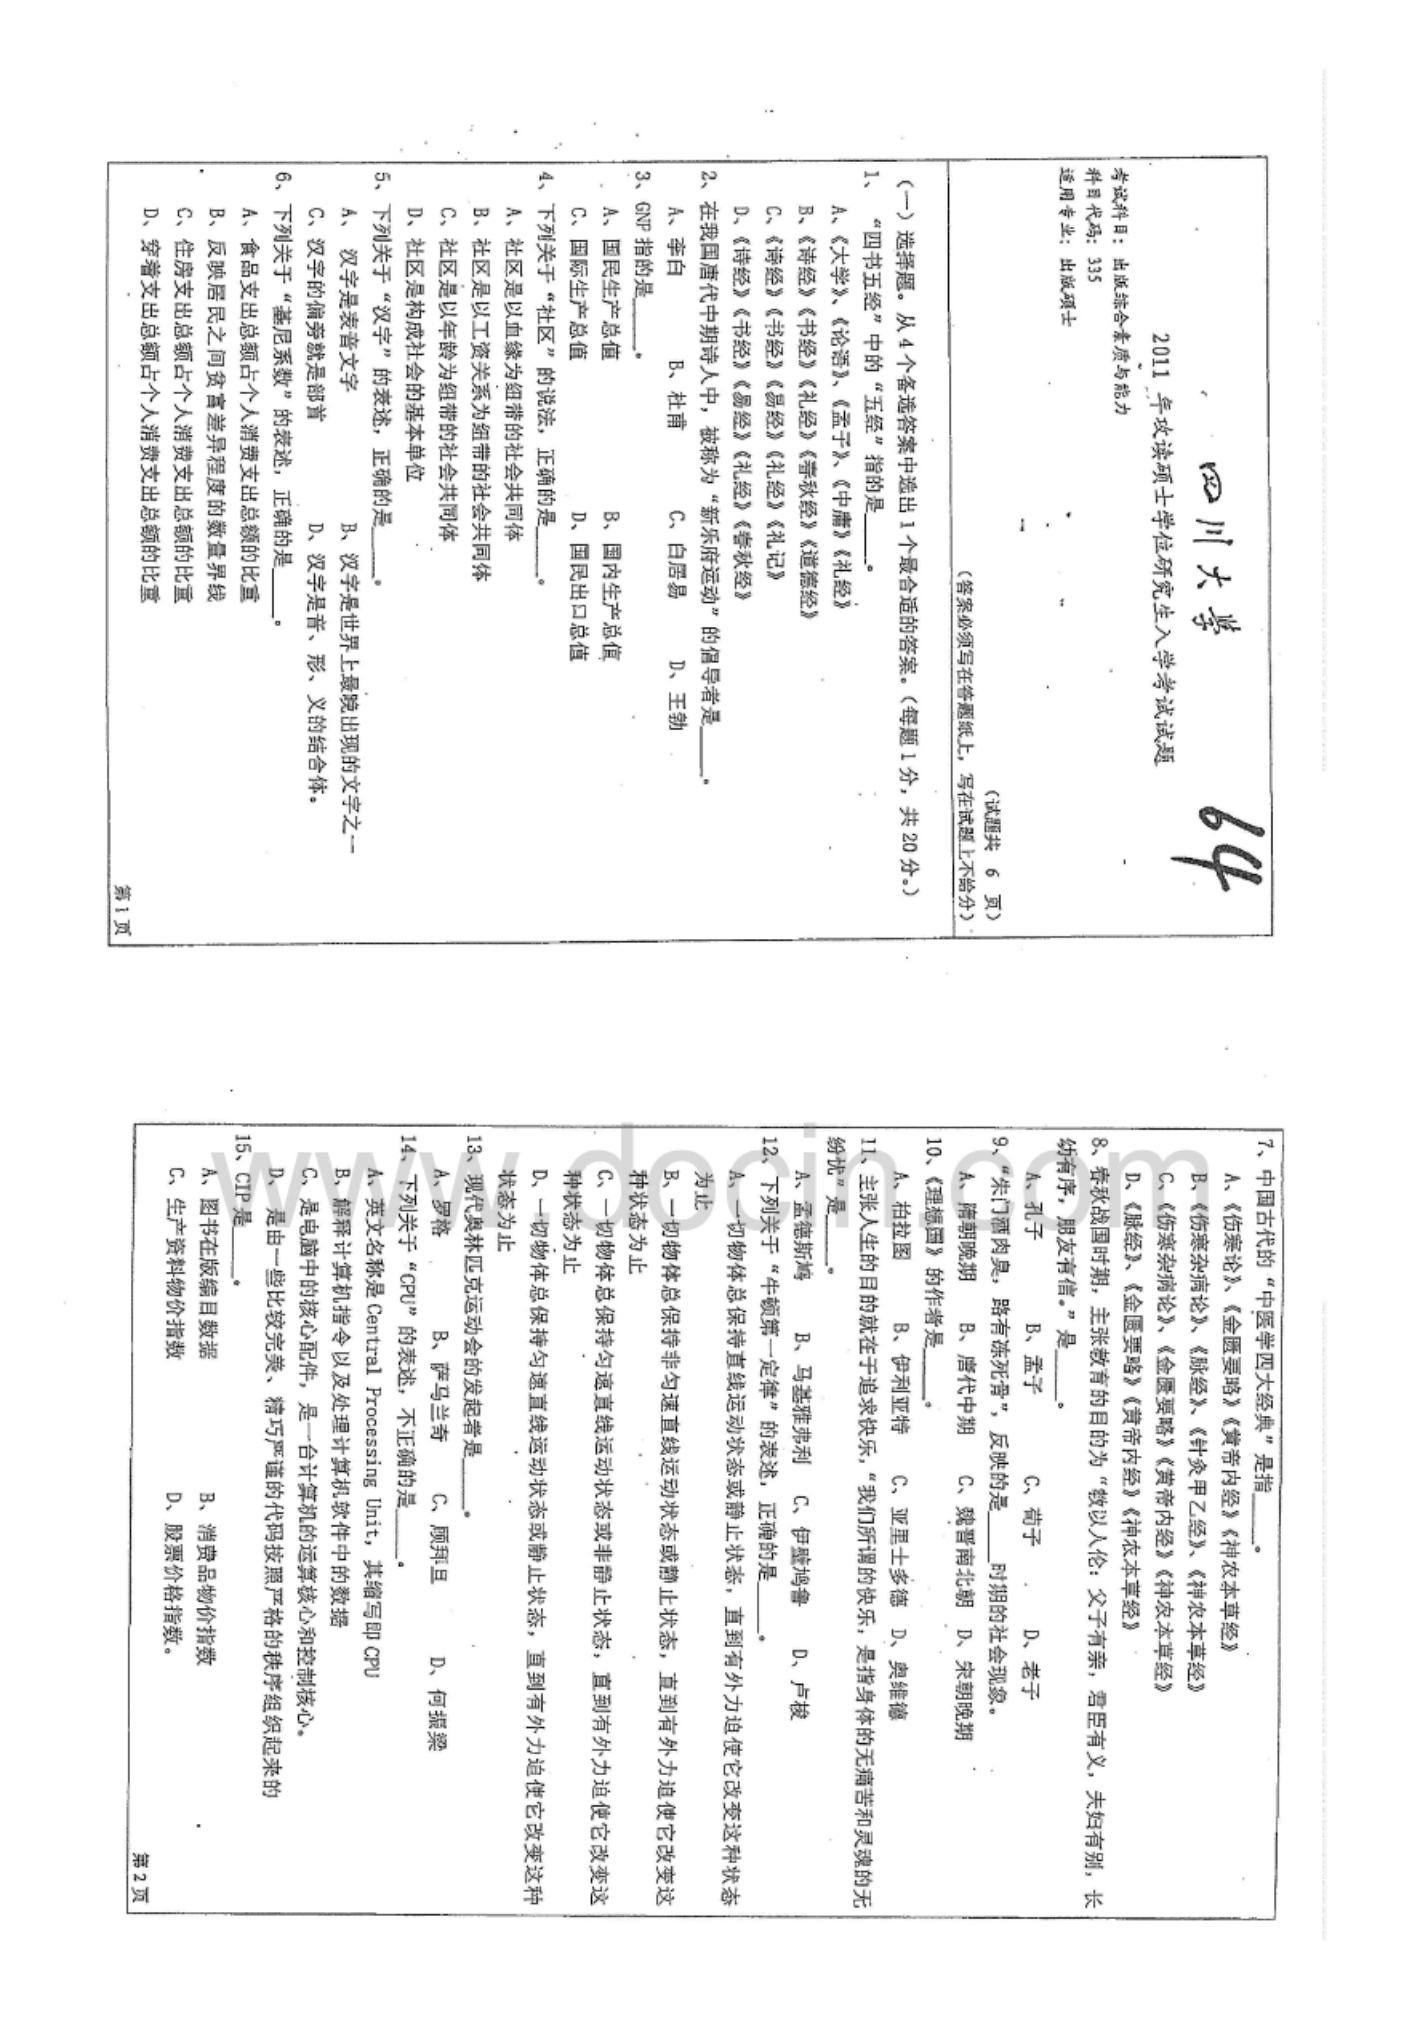 四川大学
64
2011 年攻读硕士学位研究生入学考试试题
考试科目：出版综合素质与能力
科目代码：335
适用专业：出版硕士
（试题共 6 页）
（答案必须写在答题纸上，写在试题上不给分）
（一）选择题。从 4 个备选答案中选出 1 个最合适的答案。（每题 1 分，共 20 分。）
1、 “四书五经”中的“五经”指的是____。
A、《大学》、《论语》、《孟子》、《中庸》《礼经》
B、《诗经》《书经》《礼经》《春秋经》《道德经》
C、《诗经》《书经》《易经》《礼经》《礼记》
D、《诗经》《书经》《易经》《礼经》《春秋经》
2、在我国唐代中期诗人中，被称为“新乐府运动”的倡导者是____。
A、李白 B、杜甫 C、白居易 D、王勃
3、GNP 指的是____。
A、国民生产总值 B、国内生产总值
C、国际生产总值 D、国民出口总值
4、下列关于“社区”的说法，正确的是____。
A、社区是以血缘为纽带的社会共同体
B、社区是以工资关系为纽带的社会共同体
C、社区是以年龄为纽带的社会共同体
D、社区是构成社会的基本单位
5、下列关于“汉字”的表述，正确的是____。
A、 汉字是表音文字 B、汉字是世界上最晚出现的文字之一
C、汉字的偏旁就是部首 D、汉字是音、形、义的结合体。
6、下列关于“基尼系数”的表述，正确的是____。
A、食品支出总额占个人消费支出总额的比重
B、反映居民之间贫富差异程度的数量界线
C、住房支出总额占个人消费支出总额的比重
D、穿着支出总额占个人消费支出总额的比重
第 1 页
7、中国古代的“中医学四大经典”是指____。
A、《伤寒论》、《金匮要略》《黄帝内经》《神农本草经》
B、《伤寒杂病论》、《脉经》、《针灸甲乙经》、《神农本草经》
C、《伤寒杂病论》、《金匮要略》《黄帝内经》《神农本草经》
D、《脉经》、《金匮要略》《黄帝内经》《神农本草经》
8、春秋战国时期，主张教育的目的为“教以人伦：父子有亲，君臣有义，夫妇有别，长
幼有序，朋友有信。”是____。
A、孔子 B、孟子 C、荀子 D、老子
9、“朱门酒肉臭，路有冻死骨”，反映的是____时期的社会现象。
A、隋朝晚期 B、唐代中期 C、魏晋南北朝 D、宋朝晚期
10、《理想国》的作者是____。
A、柏拉图 B、伊利亚特 C、亚里士多德 D、奥维德
11、主张人生的目的就在于追求快乐，“我们所谓的快乐，是指身体的无痛苦和灵魂的无
纷扰”是____。
A、孟德斯鸠 B、马基雅弗利 C、伊壁鸠鲁 D、卢梭
12、下列关于“牛顿第一定律”的表述，正确的是____。
A、一切物体总保持直线运动状态或静止状态，直到有外力迫使它改变这种状态
为止
B、一切物体总保持非匀速直线运动状态或静止状态，直到有外力迫使它改变这
种状态为止
C、一切物体总保持匀速直线运动状态或非静止状态，直到有外力迫使它改变这
种状态为止
D、一切物体总保持匀速直线运动状态或静止状态，直到有外力迫使它改变这种
状态为止
13、现代奥林匹克运动会的发起者是____。
A、罗格 B、萨马兰奇 C、顾拜旦 D、何振梁
14、下列关于“CPU”的表述，不正确的是____。
A、英文名称是 Central Processing Unit，其缩写即 CPU
B、解释计算机指令以及处理计算机软件中的数据
C、是电脑中的核心配件，是一台计算机的运算核心和控制核心。
D、是由一些比较完美、精巧严谨的代码按照严格的秩序组织起来的
15、CIP 是____。
A、图书在版编目数据 B、消费品物价指数
C、生产资料物价指数 D、股票价格指数。
第 2 页
www.docin.com